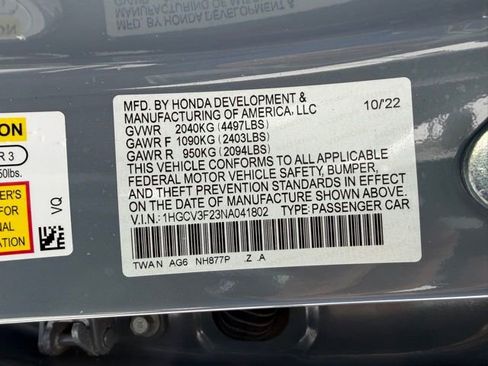 MFD. BY HONDA DEVELOPMENT &
MANUFACTURING OF AMERICA, LLC 10/22
GVWR 2040KG (4497LBS)
GAWR F 1090KG (2403LBS)
GAWR R 950KG (2094LBS)
THIS VEHICLE CONFORMS TO ALL APPLICABLE
FEDERAL MOTOR VEHICLE SAFETY, BUMPER,
AND THEFT PREVENTION STANDARDS IN EFFECT
ON THE DATE OF MANUFACTURE SHOWN ABOVE.
V.I.N.: 1HGCV3F23NA041802 TYPE: PASSENGER CAR
TWAN AG6 NH877P .Z .A
VQ